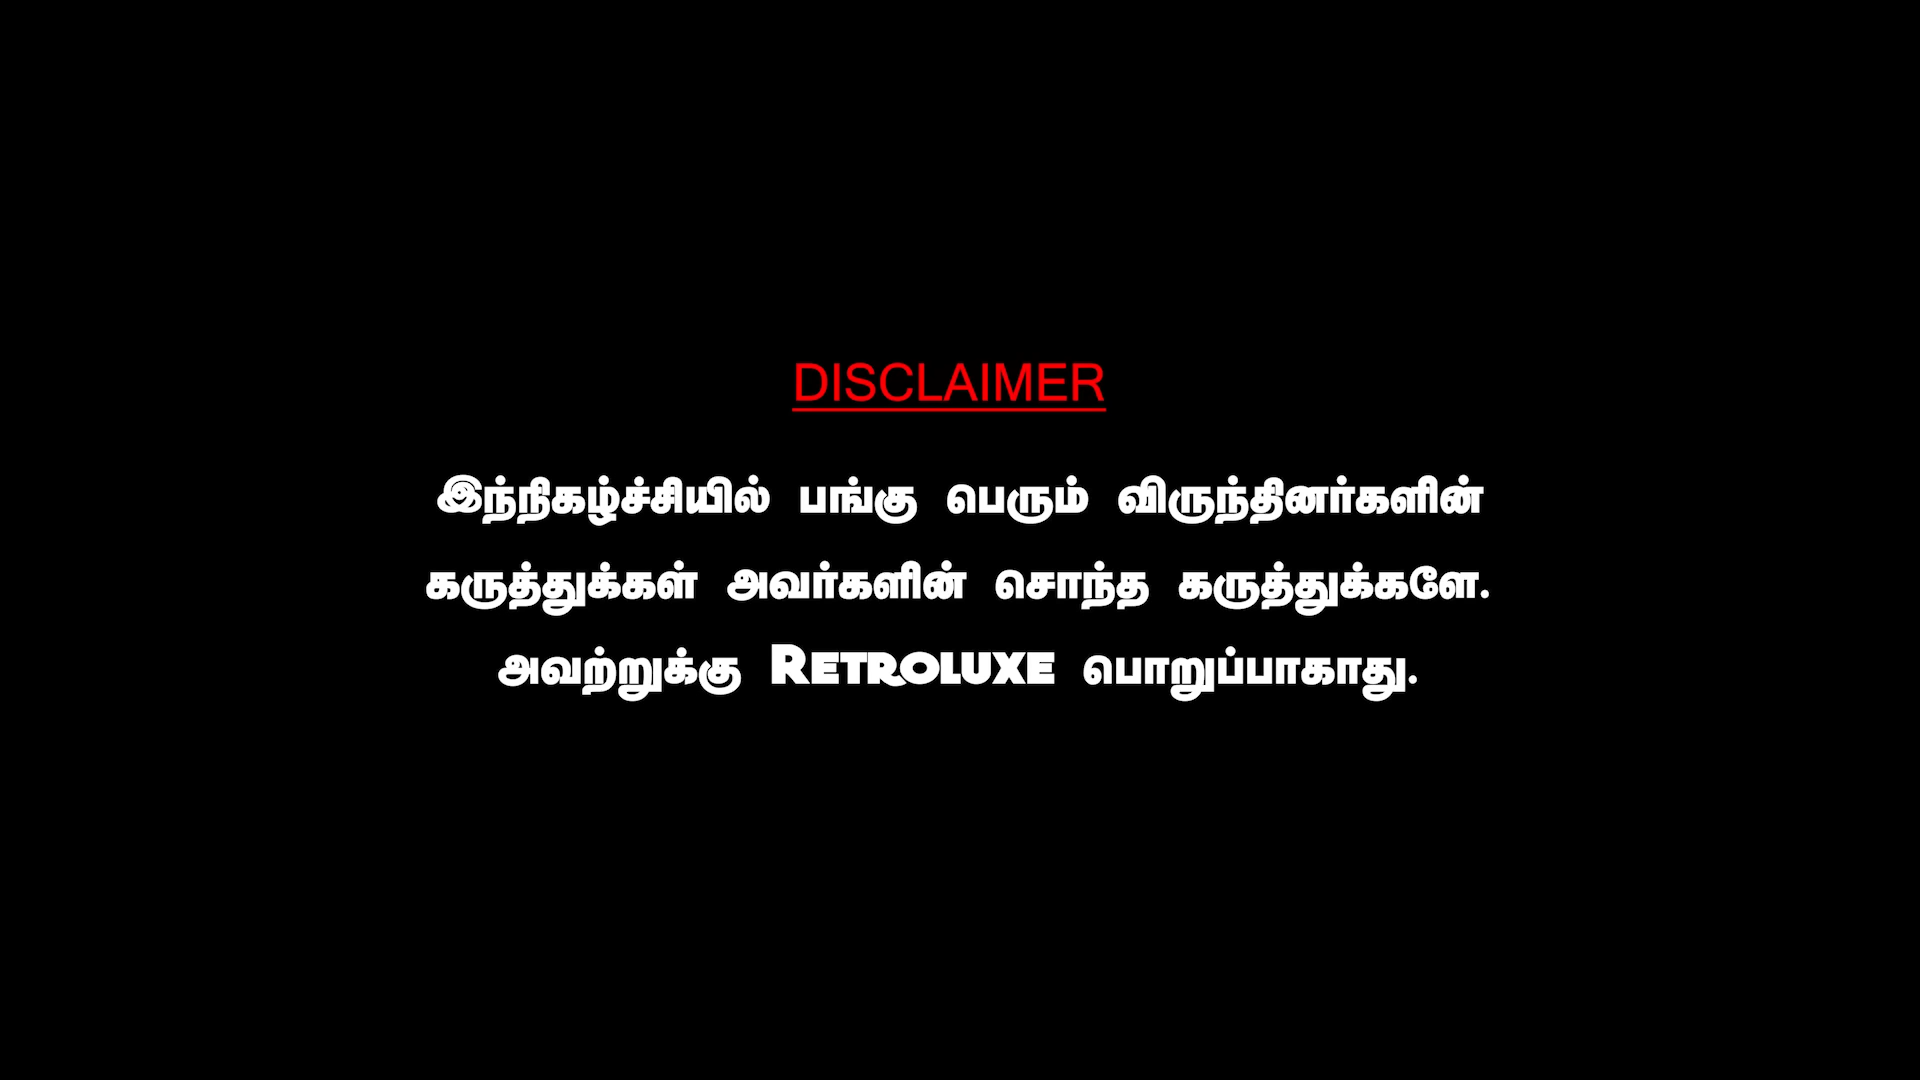 DISCLAIMER
இந்நிகழ்ச்சியில் பங்கு பெரும் விருந்தினர்களின்
கருத்துக்கள் அவர்களின் சொந்த கருத்துக்களே.
அவற்றுக்கு RETROLUXE பொறுப்பாகாது.